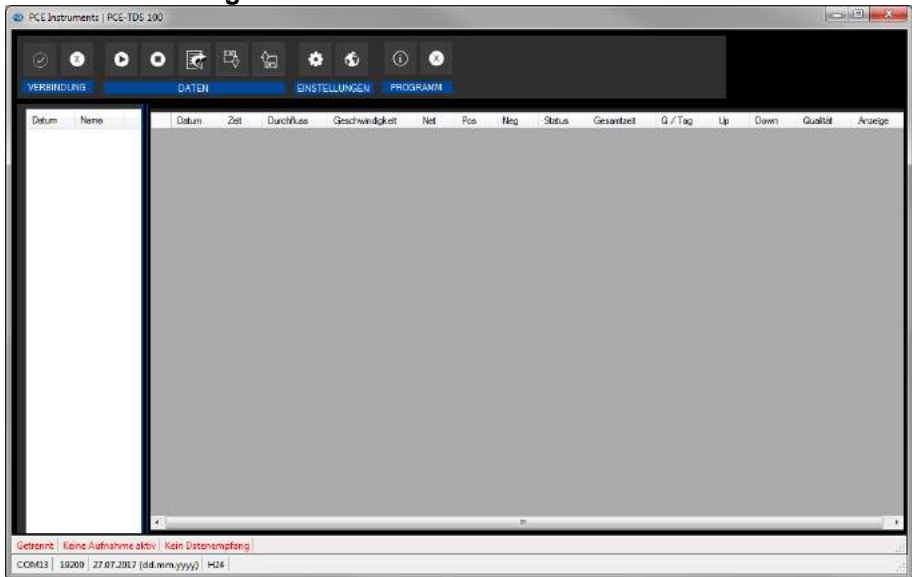 PCE Instruments | PCE-TDS 100
VERBINDUNG DATEN EINSTELLUNGEN PROGRAMM
Datum Name Datum Zeit Durchfluss Geschwindigkeit Net Pos Neg Status Gesamtzeit Q / Tag Up Down Qualität Anzeige
Getrennt Keine Aufnahme aktiv Kein Datenempfang
COM13 19200 27.07.2017 (dd.mm.yyyy) H24